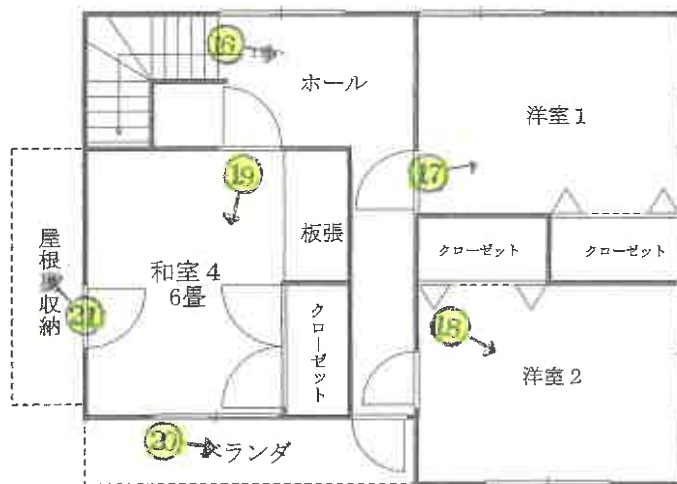 16
ホール
洋室1
17
19
板張
クローゼット
クローゼット
屋根
収納
和室4
6畳
21
クローゼット
18
洋室2
20
ベランダ